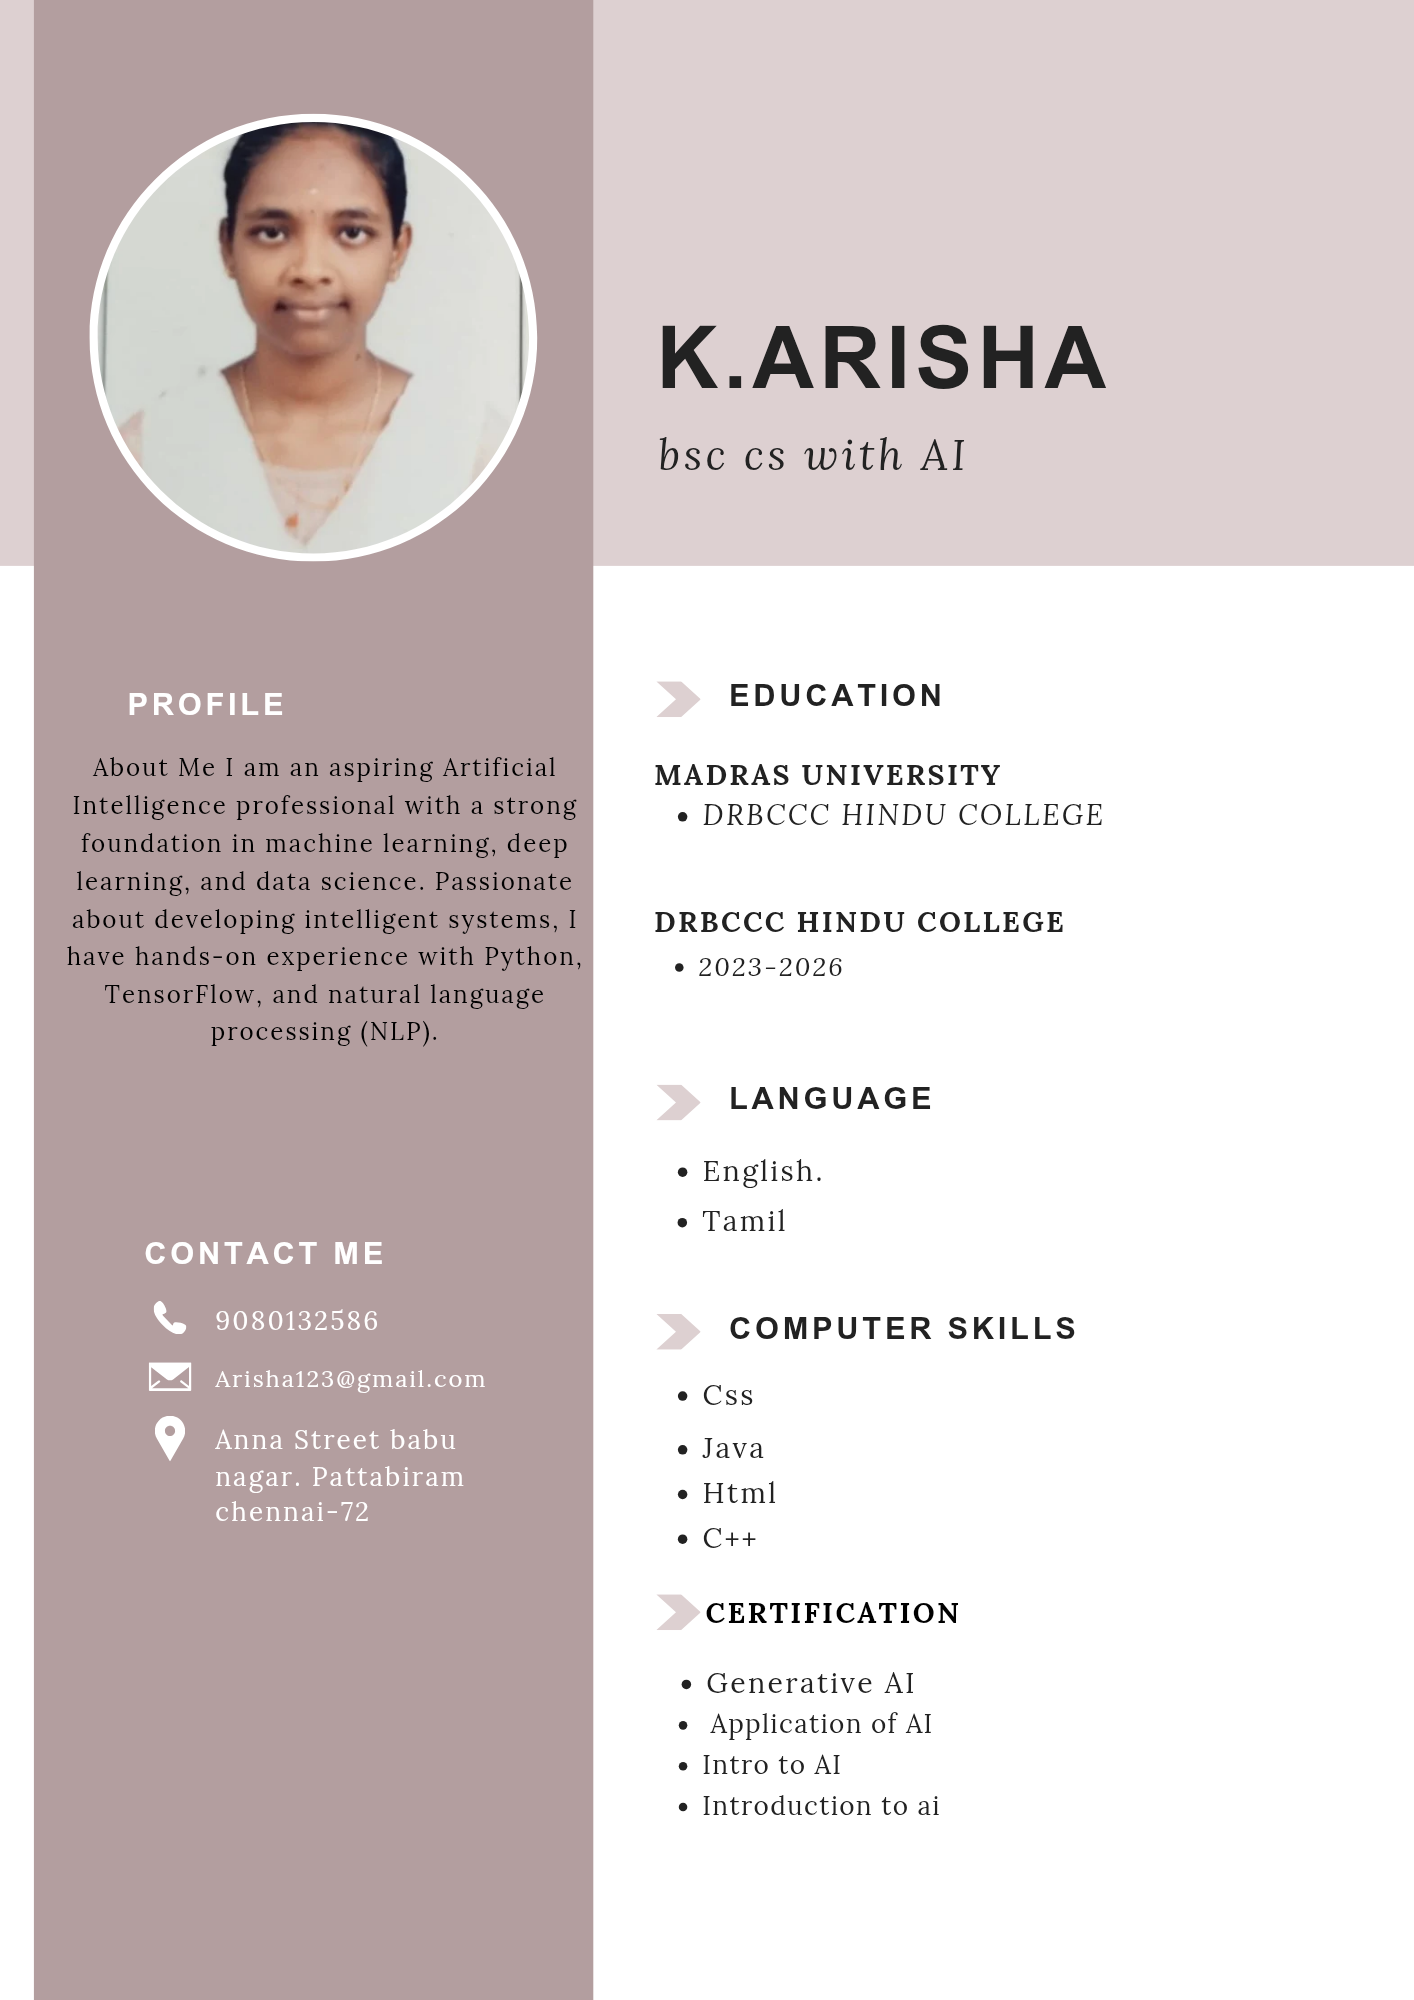 K.ARISHA
bsc cs with AI
PROFILE
About Me I am an aspiring Artificial
Intelligence professional with a strong
foundation in machine learning, deep
learning, and data science. Passionate
about developing intelligent systems, I
have hands-on experience with Python,
TensorFlow, and natural language
processing (NLP).
CONTACT ME
9080132586
Arisha123@gmail.com
Anna Street babu
nagar. Pattabiram
chennai-72
EDUCATION
MADRAS UNIVERSITY
• DRBCCC HINDU COLLEGE
DRBCCC HINDU COLLEGE
• 2023-2026
LANGUAGE
• English.
• Tamil
COMPUTER SKILLS
• Css
• Java
• Html
• C++
CERTIFICATION
• Generative AI
• Application of AI
• Intro to AI
• Introduction to ai